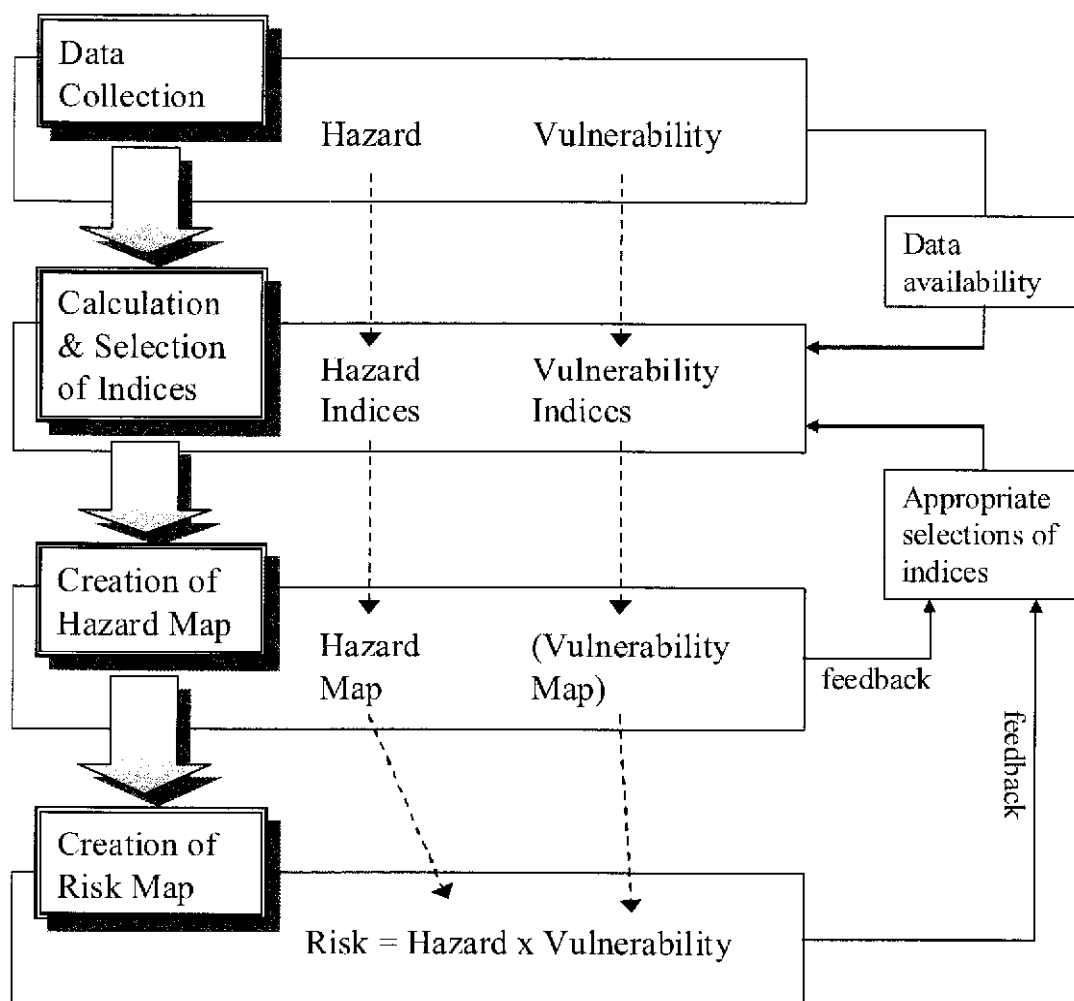 Data
Collection
Hazard
Vulnerability
Data
availability
Calculation
& Selection
of Indices
Hazard
Indices
Vulnerability
Indices
Appropriate
selections of
indices
Creation of
Hazard Map
Hazard
Map
(Vulnerability
Map)
feedback
feedback
Creation of
Risk Map
Risk = Hazard x Vulnerability